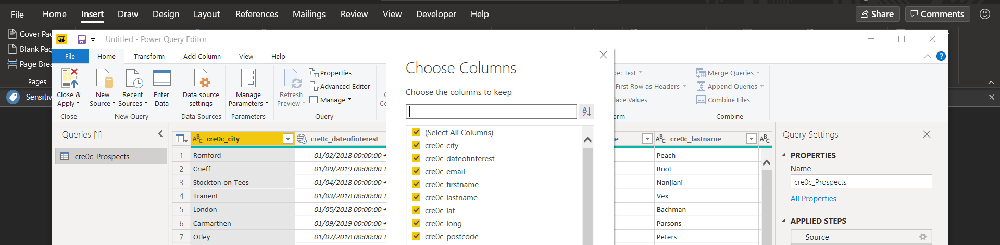 File Home Insert Draw Design Layout References Mailings Review View Developer Help Share Comments
Cover Pag
Blank Pag
Page Brea
Pages
Sensitiv
Untitled - Power Query Editor
File Home Transform Add Column View Help
Close &
Apply
Close
New
Source
Recent
Sources
Enter
Data
New Query
Data source
settings
Data Sources
Manage
Parameters
Parameters
Refresh
Preview
Properties
Advanced Editor
Manage
Query
pe: Text
First Row as Headers
lace Values
orm
Merge Queries
Append Queries
Combine Files
Combine
Queries [1]
cre0c_Prospects
cre0c_city cre0c_dateofinterest
1 Romford 01/02/2018 00:00:00 +
2 Crieff 01/09/2019 00:00:00 +
3 Stockton-on-Tees 01/04/2018 00:00:00 +
4 Tranent 01/03/2018 00:00:00 +
5 London 01/05/2018 00:00:00 +
6 Carmarthen 01/09/2019 00:00:00 +
7 Otley 01/07/2018 00:00:00 +
Choose Columns
Choose the columns to keep
(Select All Columns)
cre0c_city
cre0c_dateofinterest
cre0c_email
cre0c_firstname
cre0c_lastname
cre0c_lat
cre0c_long
cre0c_postcode
cre0c_lastname
Peach
Root
Nanjiani
Vex
Bachman
Parsons
Peters
Query Settings
PROPERTIES
Name
cre0c_Prospects
All Properties
APPLIED STEPS
Source